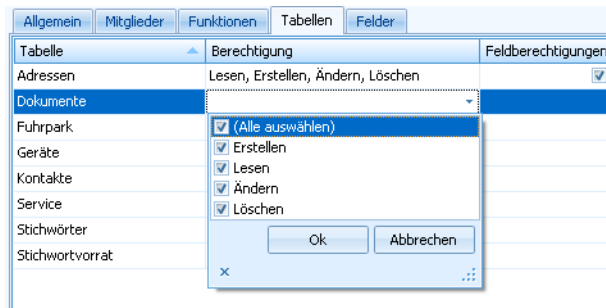 Allgemein Mitglieder Funktionen Tabellen Felder
Tabelle Berechtigung Feldberechtigungen
Adressen Lesen, Erstellen, Ändern, Löschen
Dokumente
Fuhrpark (Alle auswählen)
Erstellen
Geräte Lesen
Kontakte Ändern
Service Löschen
Stichwörter Ok Abbrechen
Stichwortvorrat